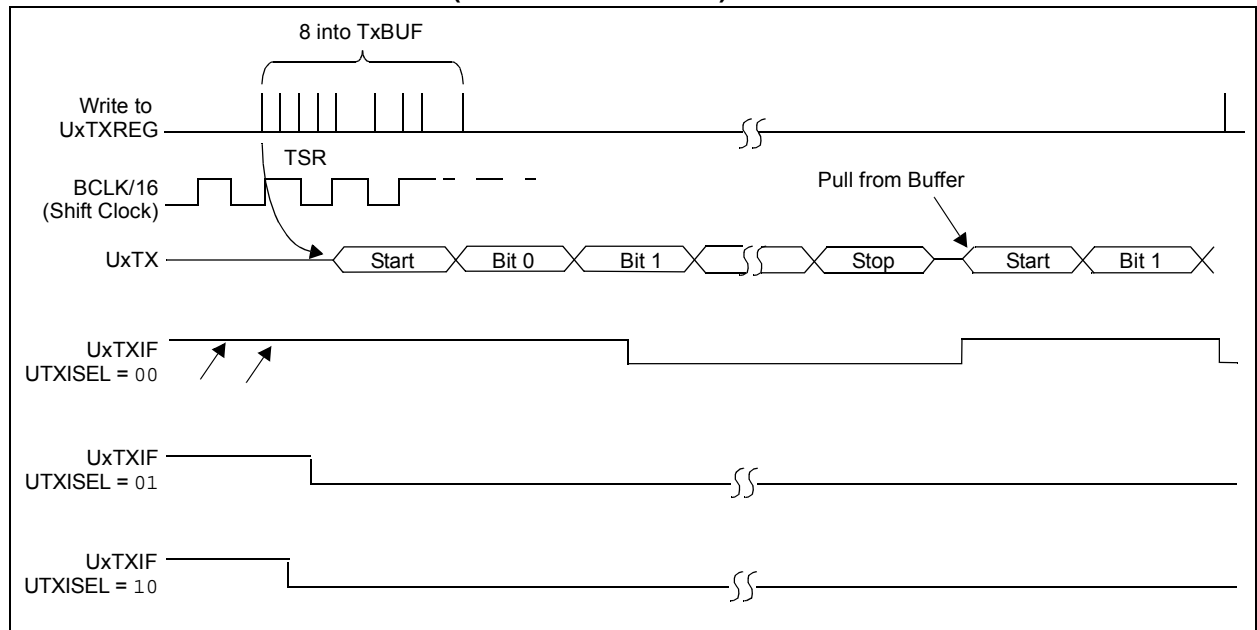 8 into TxBUF
Write to
UxTXREG
TSR
BCLK/16
(Shift Clock)
Pull from Buffer
UxTX
Start
Bit 0
Bit 1
Stop
Start
Bit 1
UxTXIF
UTXISEL = 00
UxTXIF
UTXISEL = 01
UxTXIF
UTXISEL = 10